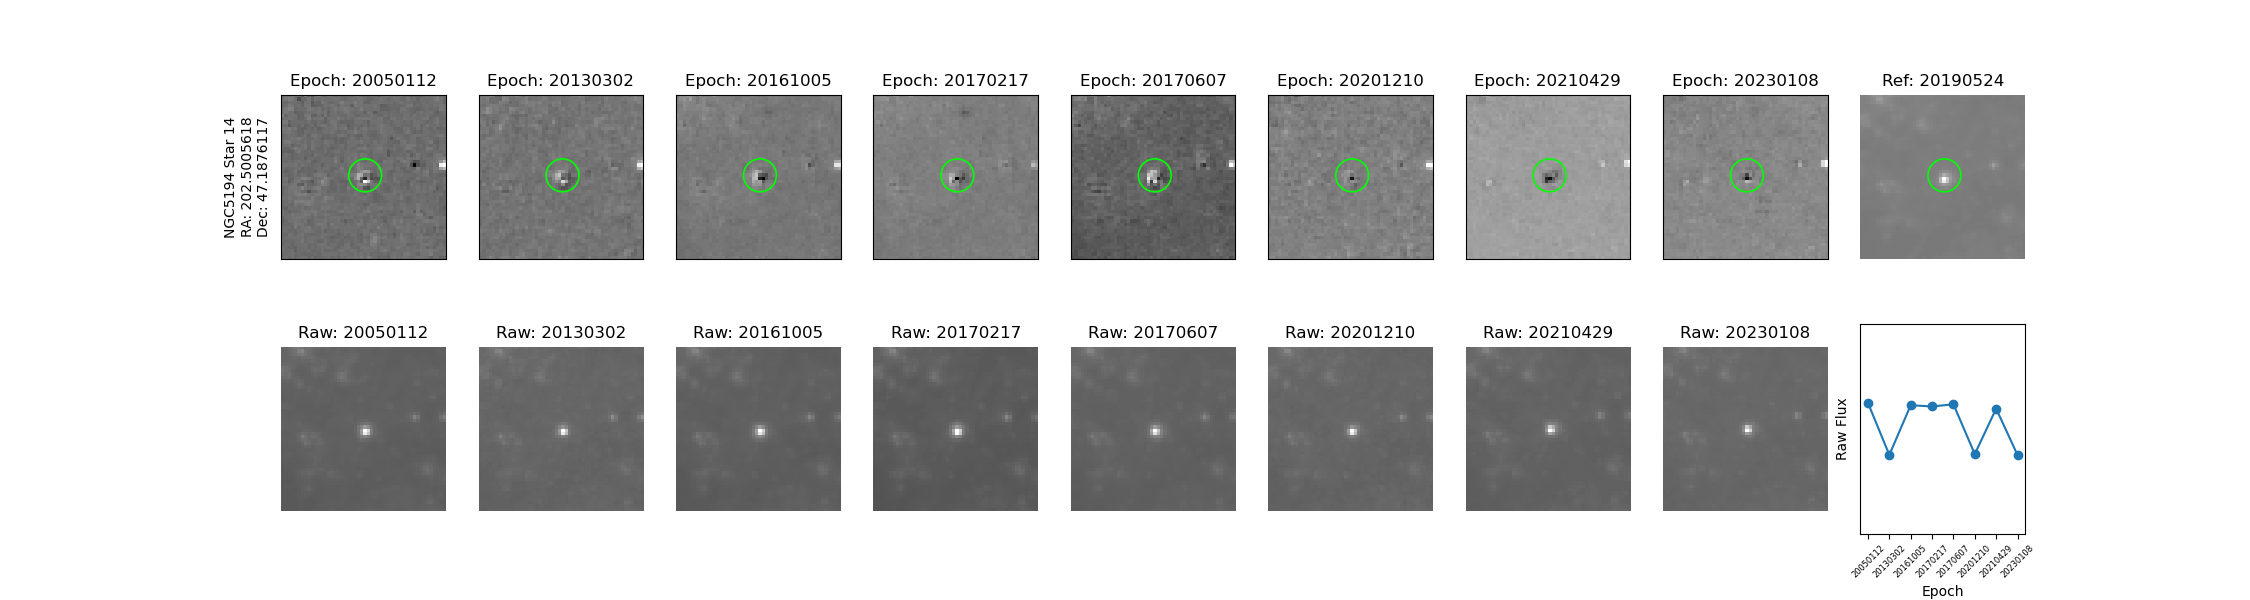 NGC5194 Star 14
RA: 202.5005618
Dec: 47.1876117
Epoch: 20050112
Epoch: 20130302
Epoch: 20161005
Epoch: 20170217
Epoch: 20170607
Epoch: 20201210
Epoch: 20210429
Epoch: 20230108
Ref: 20190524
Raw: 20050112
Raw: 20130302
Raw: 20161005
Raw: 20170217
Raw: 20170607
Raw: 20201210
Raw: 20210429
Raw: 20230108
Raw Flux
20050112
20130302
20161005
20170217
20170607
20201210
20210429
20230108
Epoch